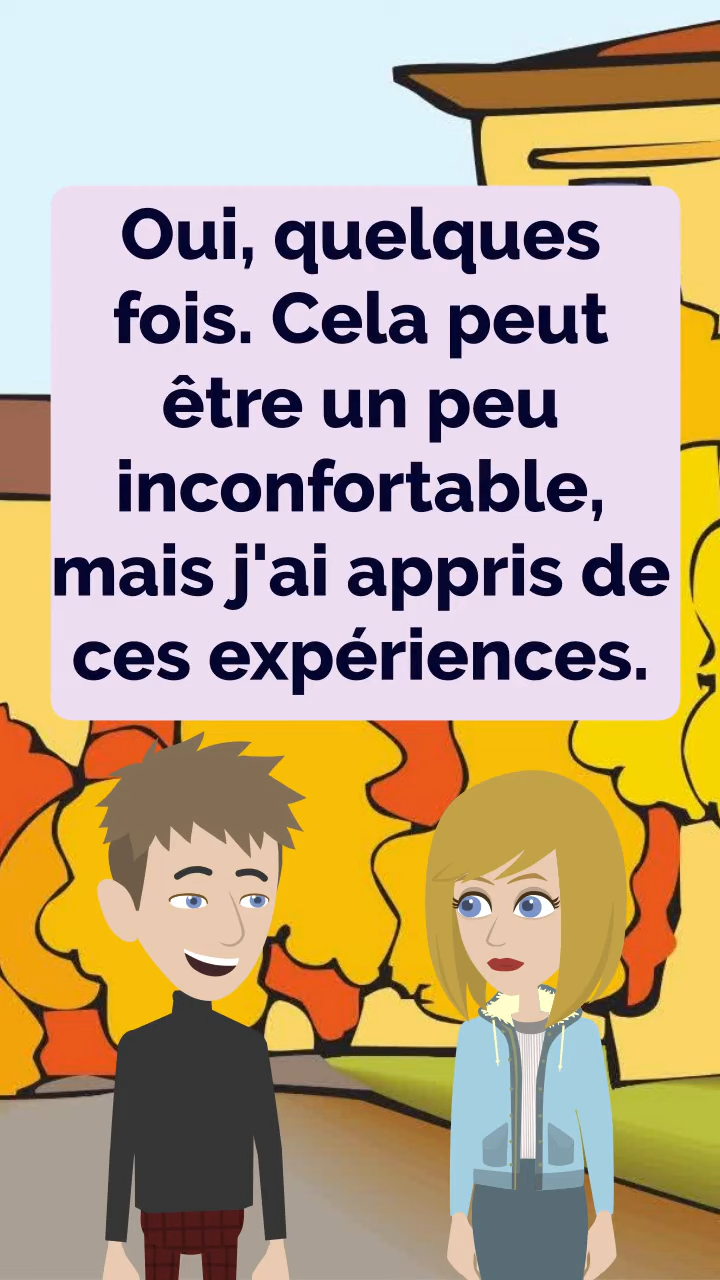 Oui, quelques
fois. Cela peut
être un peu
inconfortable,
mais j'ai appris de
ces expériences.